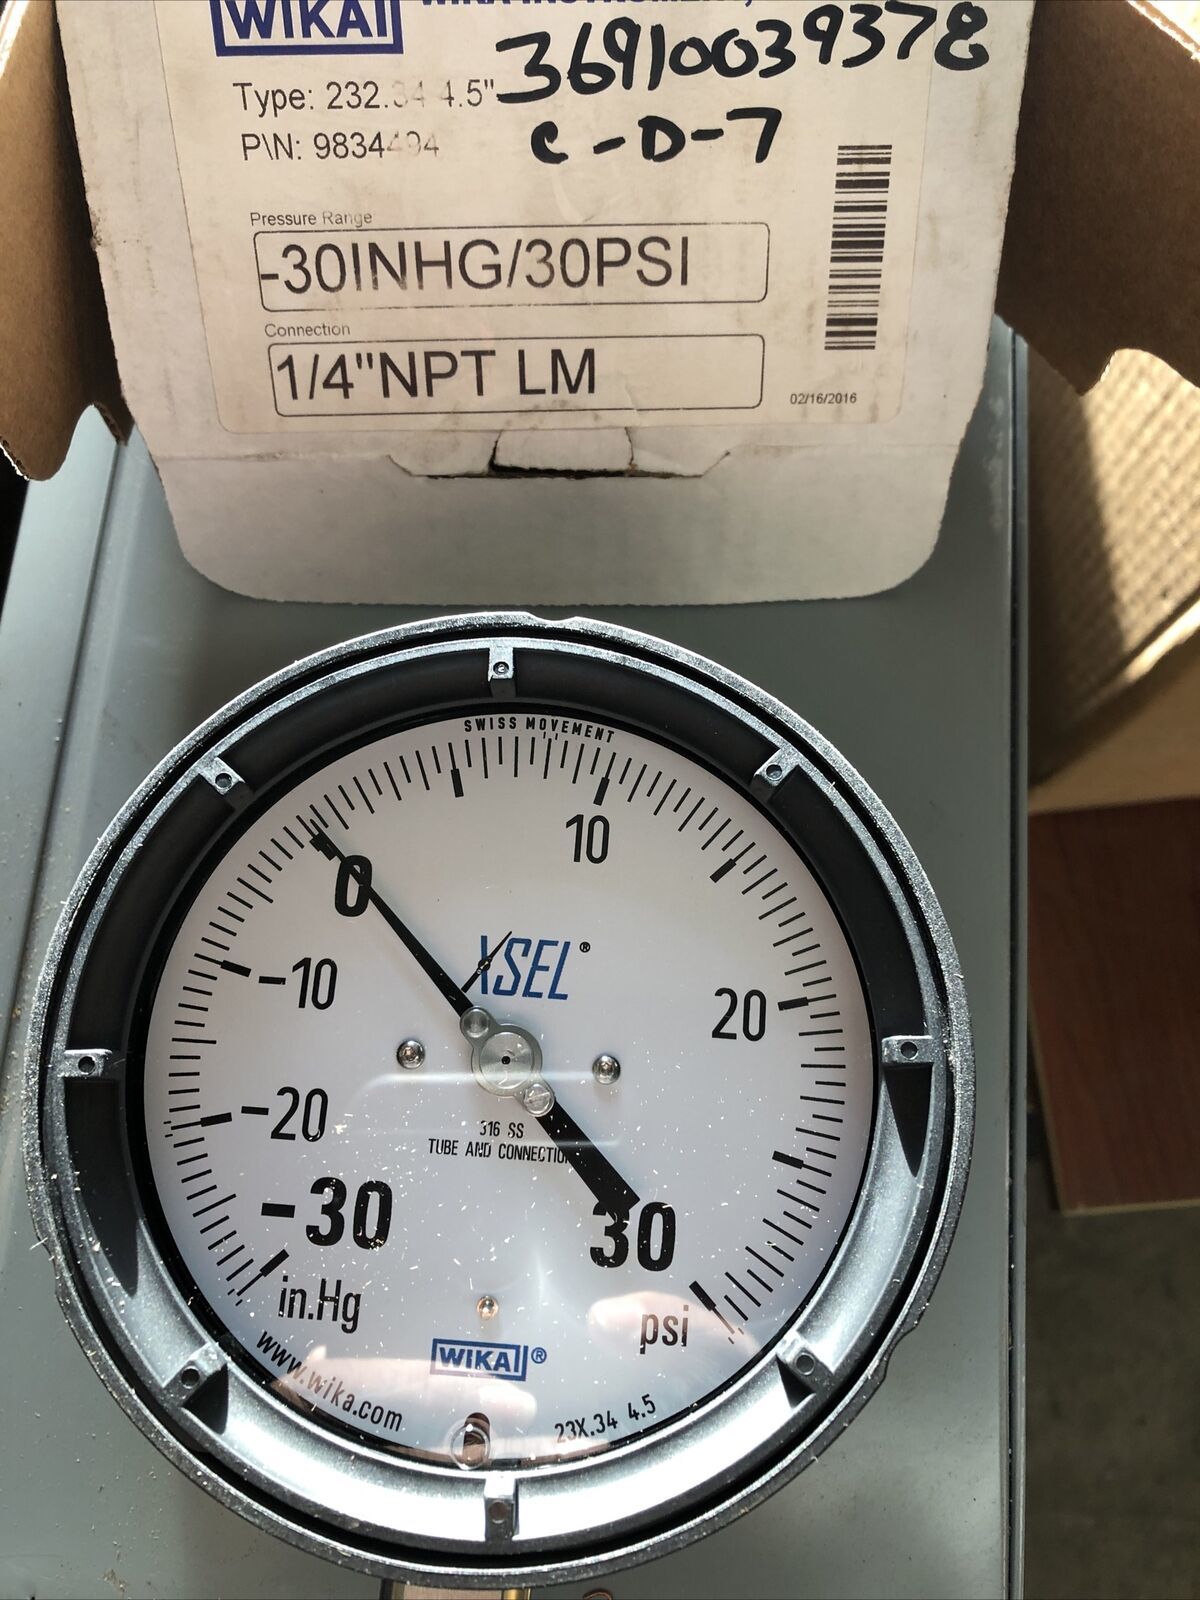 WIKA
WIKA INSTRUMENT,
36910039378
Type: 232.34 4.5"
C-D-7
P\N: 9834494
Pressure Range
-30INHG/30PSI
Connection
1/4"NPT LM
02/16/2016
SWISS MOVEMENT
10
0
XSEL®
-10
20
-20
316 SS
TUBE AND CONNECTION
-30
30
in.Hg
psi
WIKA®
www.wika.com
23X.34 4.5